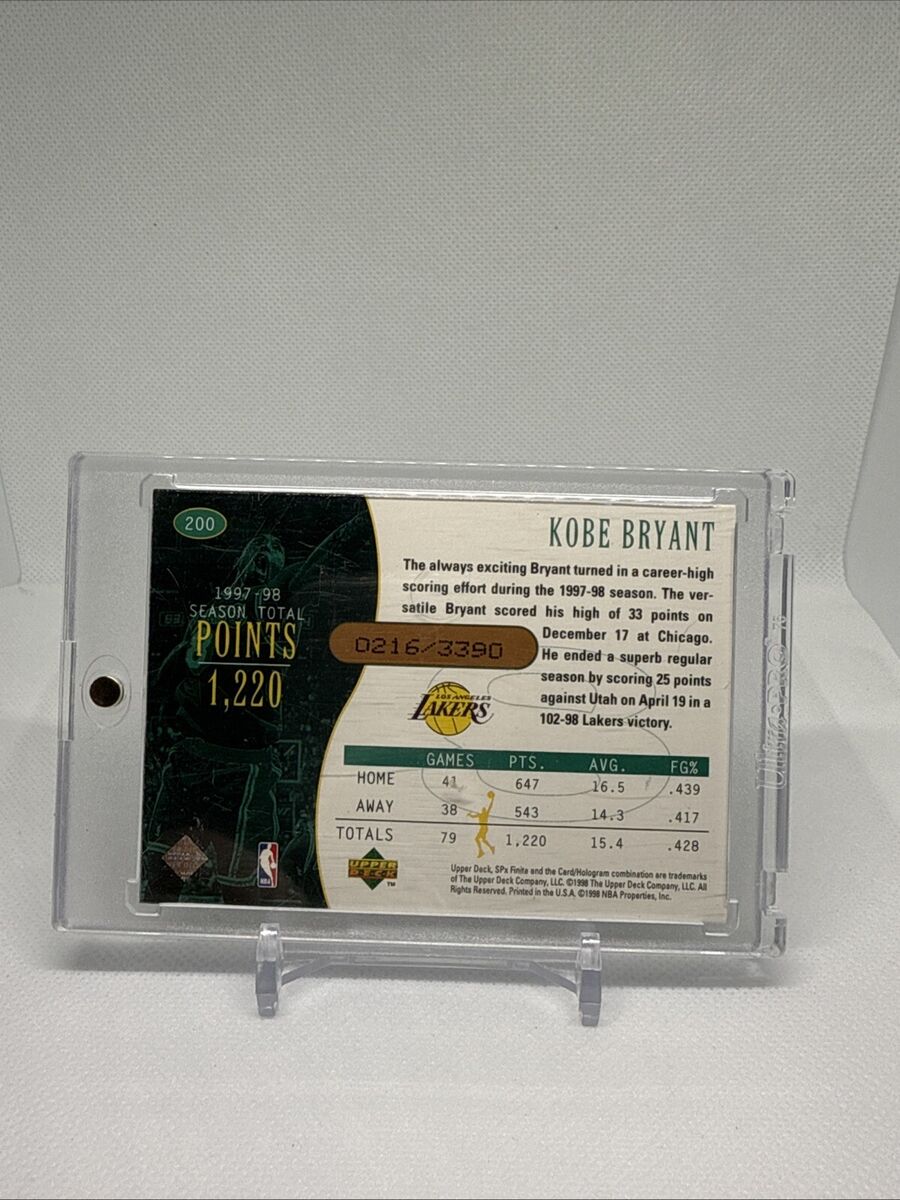 200
1997-98
SEASON TOTAL
POINTS
1,220
KOBE BRYANT
The always exciting Bryant turned in a career-high
scoring effort during the 1997-98 season. The ver-
satile Bryant scored his high of 33 points on
December 17 at Chicago.
He ended a superb regular
season by scoring 25 points
against Utah on April 19 in a
102-98 Lakers victory.
0216/3390
LOS ANGELES
LAKERS
GAMES PTS. AVG. FG%
HOME 41 647 16.5 .439
AWAY 38 543 14.3 .417
TOTALS 79 1,220 15.4 .428
NBA
UPPER
DECK
TM
Upper Deck, SPx Finite and the Card/Hologram combination are trademarks
of The Upper Deck Company, LLC. ©1998 The Upper Deck Company, LLC. All
Rights Reserved. Printed in the U.S.A. ©1998 NBA Properties, Inc.
Ultra•PRO®